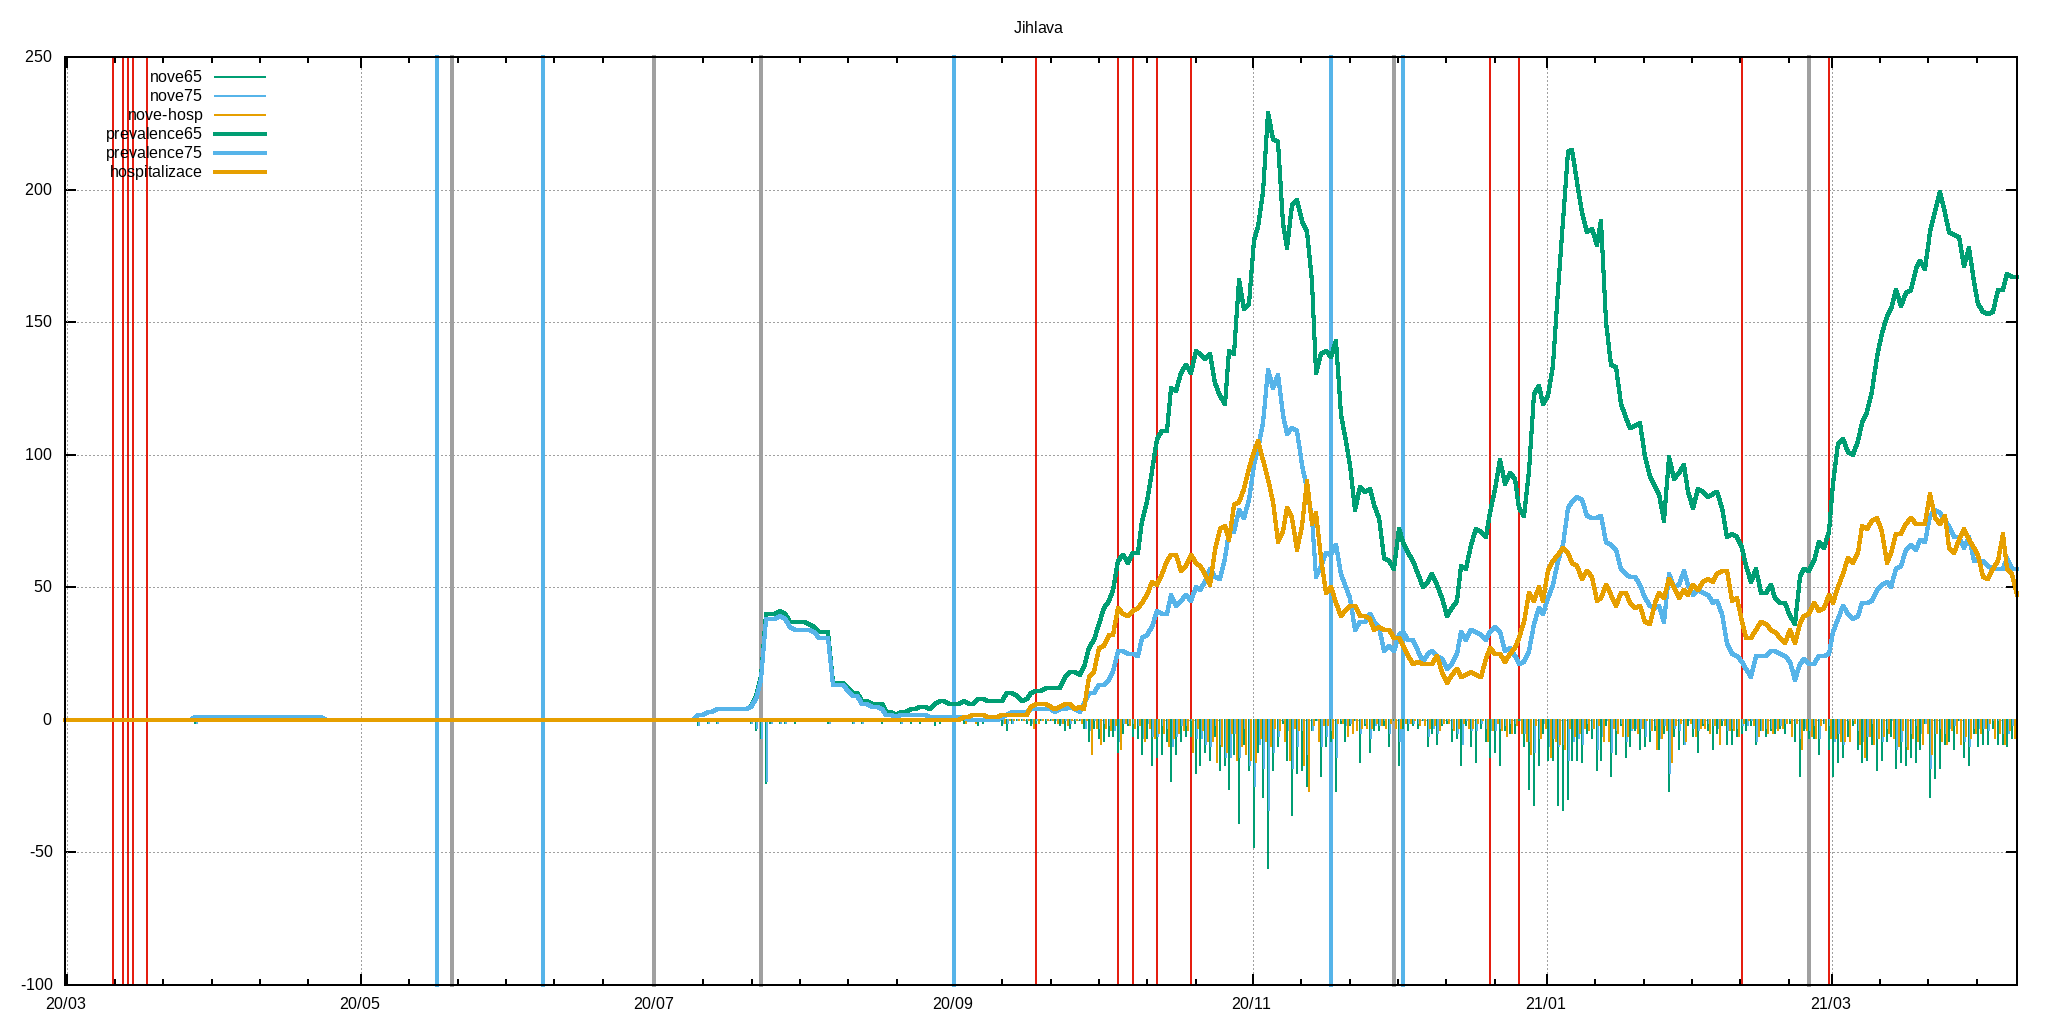 Jihlava
250
200
150
100
50
0
-50
-100
nove65
nove75
nove-hosp
prevalence65
prevalence75
hospitalizace
20/03 20/05 20/07 20/09 20/11 21/01 21/03